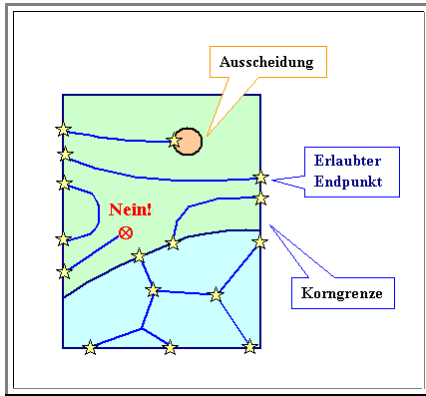 Ausscheidung
Erlaubter
Endpunkt
Nein!
Korngrenze